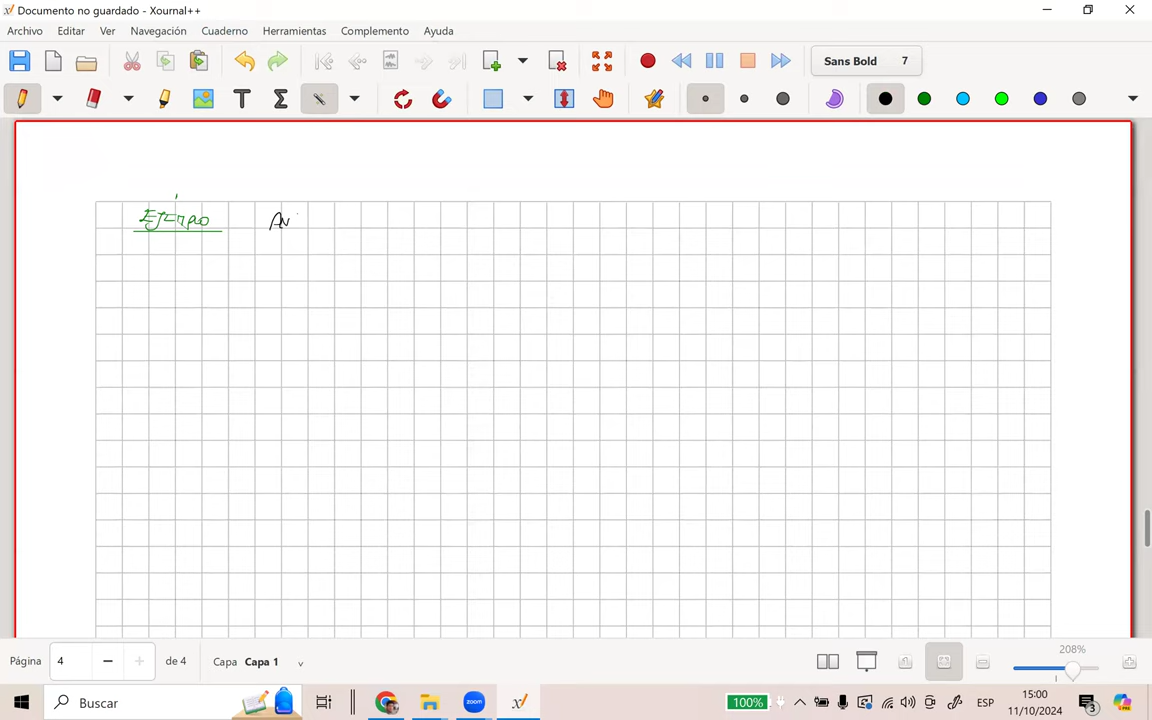 Documento no guardado - Xournal++
Archivo Editar Ver Navegación Cuaderno Herramientas Complemento Ayuda
Sans Bold 7
Ejemplo
Página 4 de 4 Capa Capa 1 208%
Buscar
100% ESP 15:00
11/10/2024 3